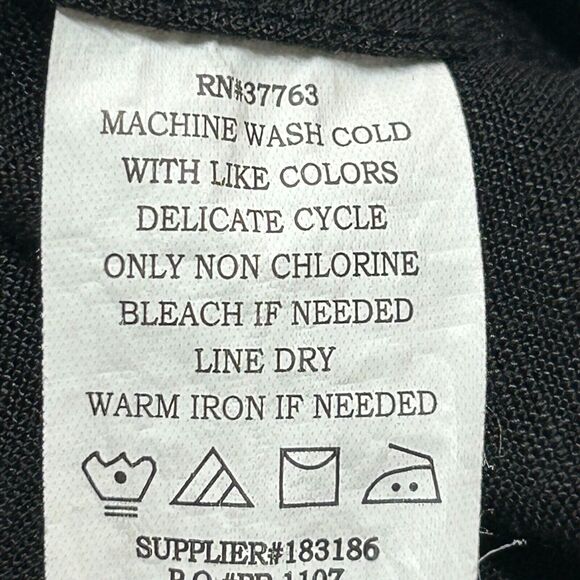 RN#37763
MACHINE WASH COLD
WITH LIKE COLORS
DELICATE CYCLE
ONLY NON CHLORINE
BLEACH IF NEEDED
LINE DRY
WARM IRON IF NEEDED
SUPPLIER#183186